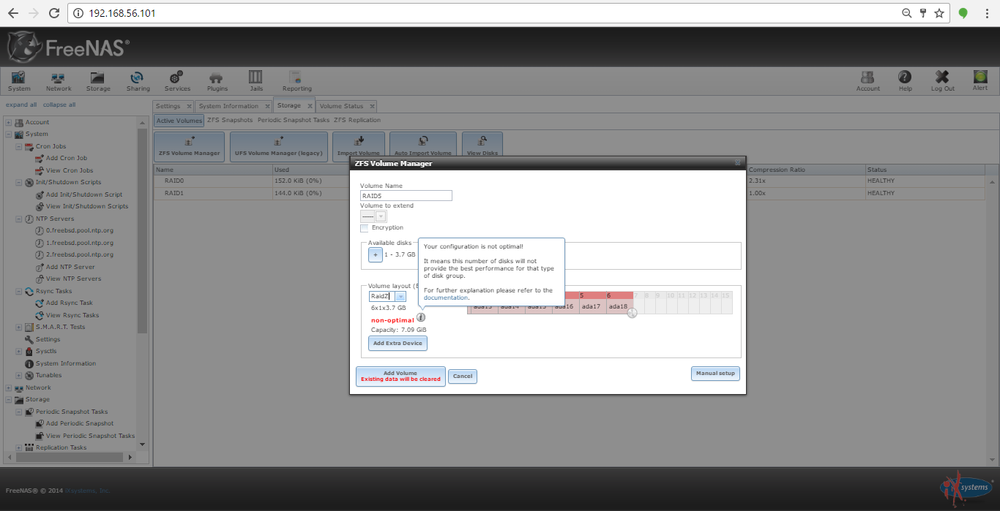 192.168.56.101
FreeNAS®
System
Network
Storage
Sharing
Services
Plugins
Jails
Reporting
Account
Help
Log Out
Alert
expand all collapse all
Account
System
Cron Jobs
Add Cron Job
View Cron Jobs
Init/Shutdown Scripts
Add Init/Shutdown Script
View Init/Shutdown Scripts
NTP Servers
0.freebsd.pool.ntp.org
1.freebsd.pool.ntp.org
2.freebsd.pool.ntp.org
Add NTP Server
View NTP Servers
Rsync Tasks
Add Rsync Task
View Rsync Tasks
S.M.A.R.T. Tests
Settings
Sysctls
System Information
Tunables
Network
Storage
Periodic Snapshot Tasks
Add Periodic Snapshot
View Periodic Snapshot Tasks
Replication Tasks
Settings
System Information
Storage
Volume Status
Active Volumes
ZFS Snapshots
Periodic Snapshot Tasks
ZFS Replication
ZFS Volume Manager
UFS Volume Manager (legacy)
Import Volume
Auto Import Volume
View Disks
Name
Used
Compression Ratio
Status
RAID0
152.0 KiB (0%)
2.31x
HEALTHY
RAID1
144.0 KiB (0%)
1.00x
HEALTHY
ZFS Volume Manager
Volume Name
RAID5
Volume to extend
-----
Encryption
Available disks
+ 1 - 3.7 GB
Your configuration is not optimal!
It means this number of disks will not
provide the best performance for that type
of disk group.
For further explanation please refer to the
documentation.
Volume layout (E
RaidZ
6x1x3.7 GB
non-optimal
Capacity: 7.09 GiB
5 6 7 8 9 10 11 12 13 14 15
ada13 ada14 ada15 ada16 ada17 ada18
Add Extra Device
Add Volume
Existing data will be cleared
Cancel
Manual setup
FreeNAS® © 2014 iXsystems, Inc.
iXsystems